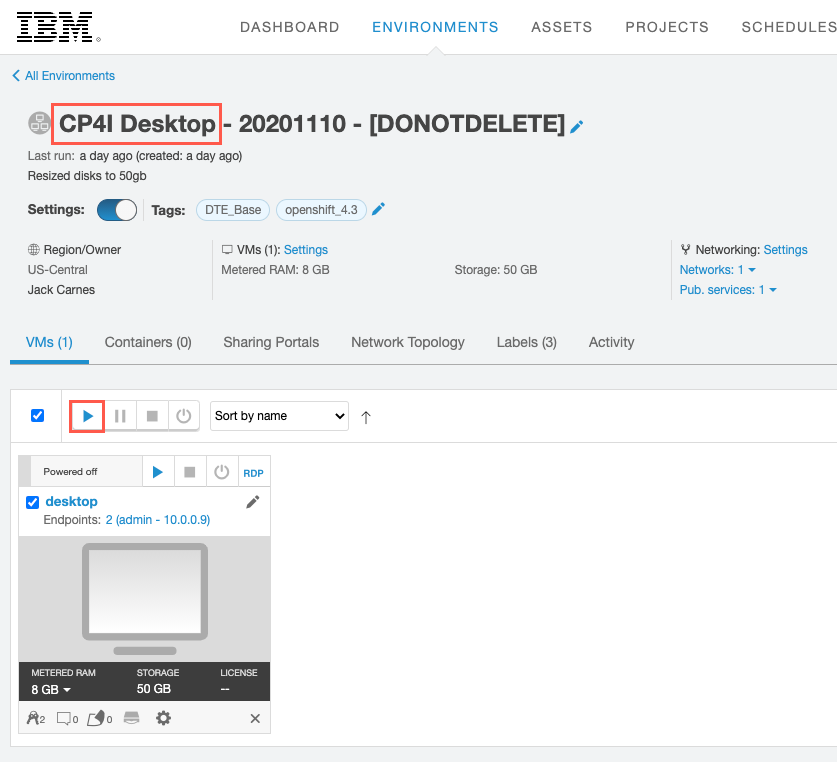 IBM®
DASHBOARD ENVIRONMENTS ASSETS PROJECTS SCHEDULES
All Environments
CP4I Desktop - 20201110 - [DONOTDELETE]
Last run: a day ago (created: a day ago)
Resized disks to 50gb
Settings: Tags: DTE_Base openshift_4.3
Region/Owner VMs (1): Settings Networking: Settings
US-Central Metered RAM: 8 GB Storage: 50 GB Networks: 1
Jack Carnes Pub. services: 1
VMs (1) Containers (0) Sharing Portals Network Topology Labels (3) Activity
Sort by name
Powered off RDP
desktop
Endpoints: 2 (admin - 10.0.0.9)
METERED RAM STORAGE LICENSE
8 GB 50 GB --
2 0 0